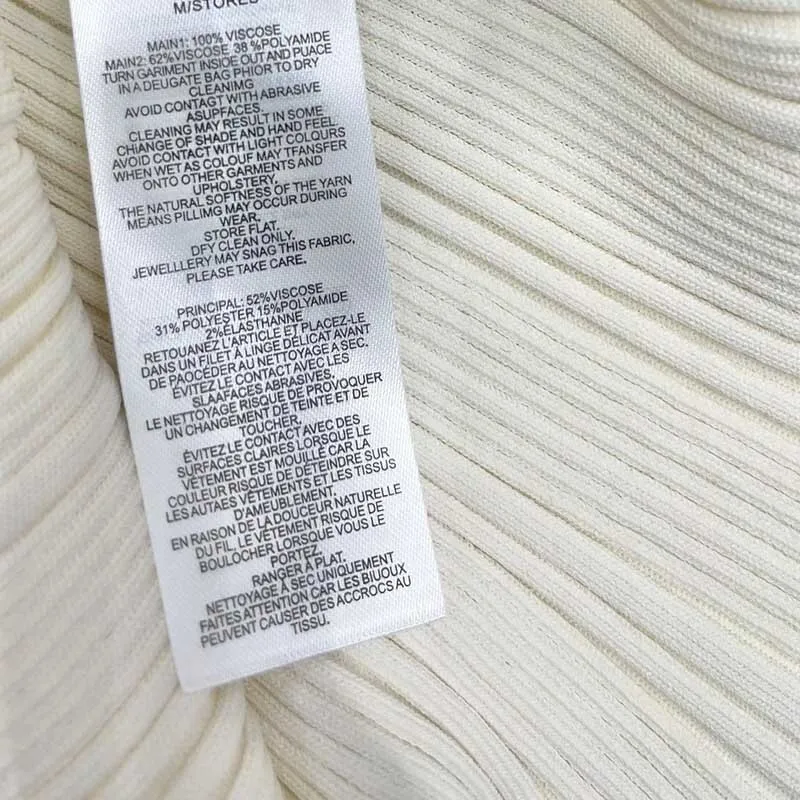 M/STORES
MAIN1: 100% VISCOSE
MAIN2: 62%VISCOSE 38 %POLYAMIDE
TURN GARIMENT INSIDE OUT AND PUACE
IN A DEUGATE BAG PHIOR TO DRY
CLEANIMG
AVOID CONTAGT WITH ABRASIVE
ASUPFACES.
CLEANING MAY RESULT IN SOME
CHiANGE OF SHADE AND HAND FEEL
AVOID CONTACT WITH LIGHT COLOURS
WHEN WET AS COLOUF MAY TFANSFER
ONTO OTHER GARMENTS AND
UPHOLSTERY.
THE NATURAL SOFTNESS OF THE YARN
MEANS PILLIMG MAY OCCUR DURING
WEAR.
STORE FLAT.
DFY CLEAN ONLY.
JEWELLLERY MAY SNAG THIS FABRIC,
PLEASE TAKE CARE.
PRINCIPAL: 52%VISCOSE
31% POLYESTER 15%POLYAMIDE
2%ELASTHANNE
RETOUANEZ L'ARTICLE ET PLACEZ-LE
DANS UN FILET A LINGE DÉLICAT AVANT
DE PAOCÉDER AU NETTOYAGE A SEC.
ÉVITEZ LE CONTACT AVEC LES
SLAAFACES ABRASIVES.
LE NETTOYAGE RISQUE DE PROVOQUER
UN CHANGEMENT DE TEINTE ET DE
TOUCHER.
ÉVITEZ LE CONTACT AVEC DES
SURFACES CLAIRES LORSQUE LE
VÊTEMENT EST MOUILLÉ CAR LA
COULEUR RISQUE DE DÉTEINDRE SUR
LES AUTAES VÊTEMENTS ET LES TISSUS
D'AMEUBLEMENT.
EN RAISON DE LA DOUCEUR NATURELLE
DU FIL, LE VÊTEMENT RISQUE DE
BOULOCHER LORSQUE VOUS LE
PORTEZ.
RANGER A PLAT.
NETTOYAGE À SEC UNIQUEMENT
FAITES ATTENTION CAR LES BIUOUX
PEUVENT CAUSER DES ACCROCS AU
TISSU.